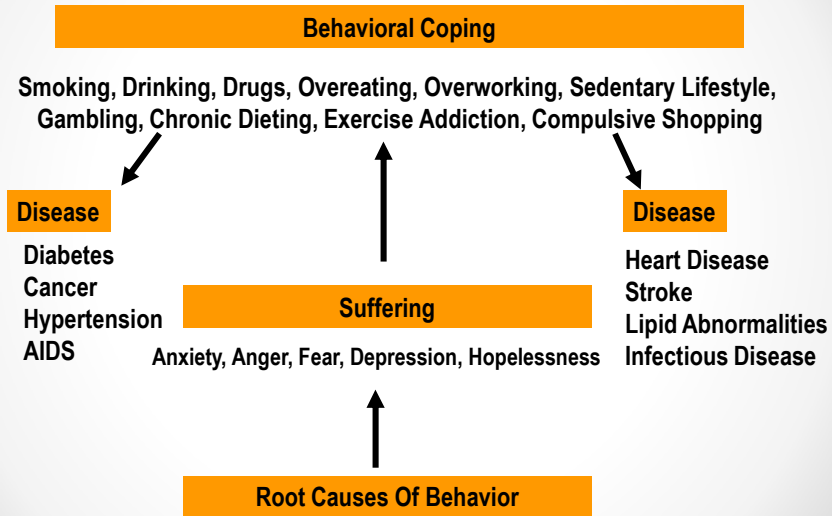 Behavioral Coping
Smoking, Drinking, Drugs, Overeating, Overworking, Sedentary Lifestyle,
Gambling, Chronic Dieting, Exercise Addiction, Compulsive Shopping
Disease
Diabetes
Cancer
Hypertension
AIDS
Disease
Heart Disease
Stroke
Lipid Abnormalities
Infectious Disease
Suffering
Anxiety, Anger, Fear, Depression, Hopelessness
Root Causes Of Behavior